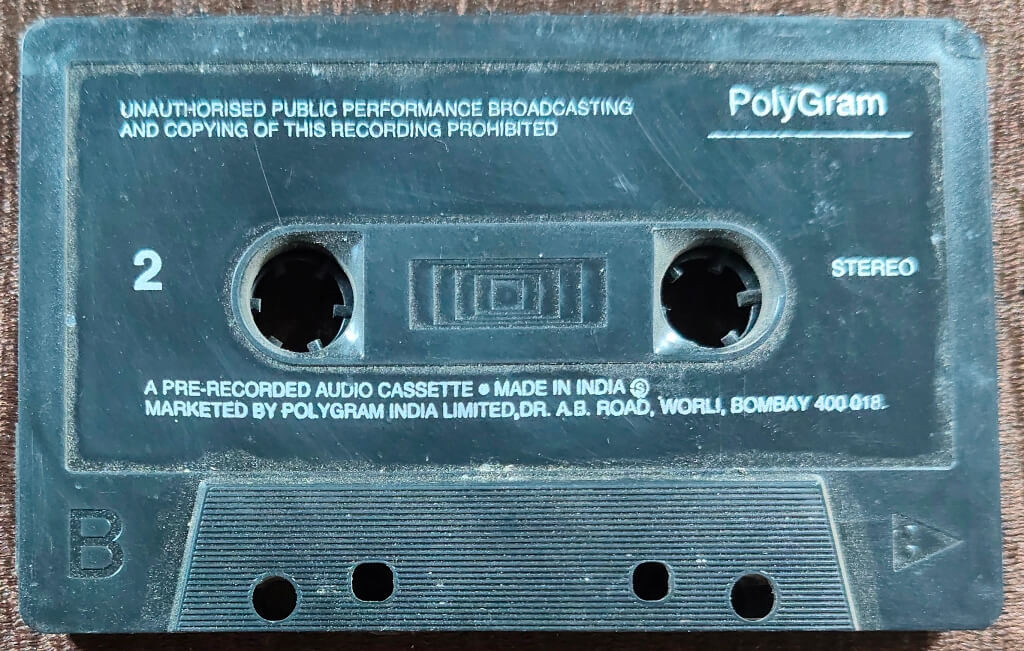 UNAUTHORISED PUBLIC PERFORMANCE BROADCASTING
AND COPYING OF THIS RECORDING PROHIBITED
PolyGram
2
STEREO
A PRE-RECORDED AUDIO CASSETTE ● MADE IN INDIA Ⓢ
MARKETED BY POLYGRAM INDIA LIMITED,DR. A.B. ROAD, WORLI, BOMBAY 400 018.
B